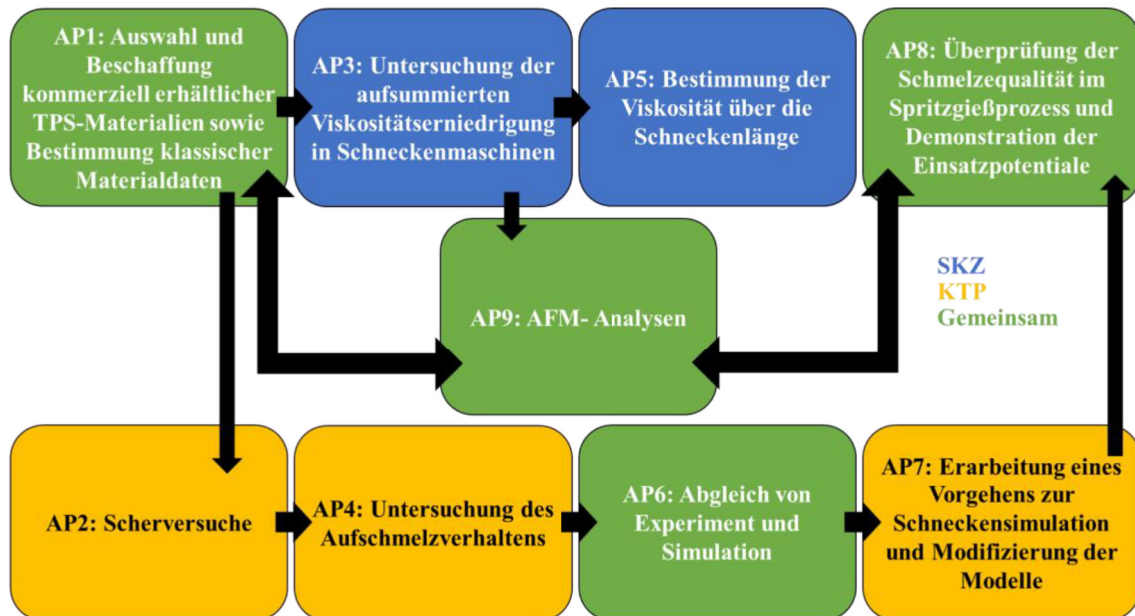 AP1: Auswahl und
Beschaffung
kommerziell erhältlicher
TPS-Materialien sowie
Bestimmung klassischer
Materialdaten
AP3: Untersuchung der
aufsummierten
Viskositätserniedrigung
in Schneckenmaschinen
AP5: Bestimmung der
Viskosität über die
Schneckenlänge
AP8: Überprüfung der
Schmelzequalität im
Spritzgießprozess und
Demonstration der
Einsatzpotentiale
AP9: AFM- Analysen
SKZ
KTP
Gemeinsam
AP2: Scherversuche
AP4: Untersuchung des
Aufschmelzverhaltens
AP6: Abgleich von
Experiment und
Simulation
AP7: Erarbeitung eines
Vorgehens zur
Schneckensimulation
und Modifizierung der
Modelle